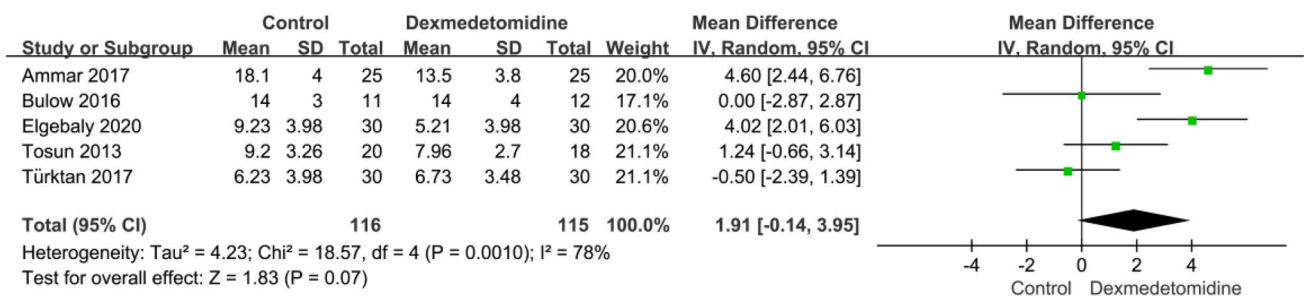 Control Dexmedetomidine Mean Difference Mean Difference
Study or Subgroup Mean SD Total Mean SD Total Weight IV, Random, 95% CI IV, Random, 95% CI
Ammar 2017 18.1 4 25 13.5 3.8 25 20.0% 4.60 [2.44, 6.76]
Bulow 2016 14 3 11 14 4 12 17.1% 0.00 [-2.87, 2.87]
Elgebaly 2020 9.23 3.98 30 5.21 3.98 30 20.6% 4.02 [2.01, 6.03]
Tosun 2013 9.2 3.26 20 7.96 2.7 18 21.1% 1.24 [-0.66, 3.14]
Türktan 2017 6.23 3.98 30 6.73 3.48 30 21.1% -0.50 [-2.39, 1.39]
Total (95% CI) 116 115 100.0% 1.91 [-0.14, 3.95]
Heterogeneity: Tau² = 4.23; Chi² = 18.57, df = 4 (P = 0.0010); I² = 78%
Test for overall effect: Z = 1.83 (P = 0.07)
-4 -2 0 2 4
Control Dexmedetomidine